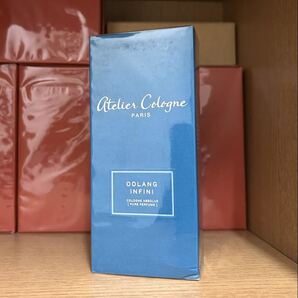 Atelier Cologne
PARIS
OOLANG
INFINI
COLOGNE ABSOLUE
[ PURE PERFUME ]